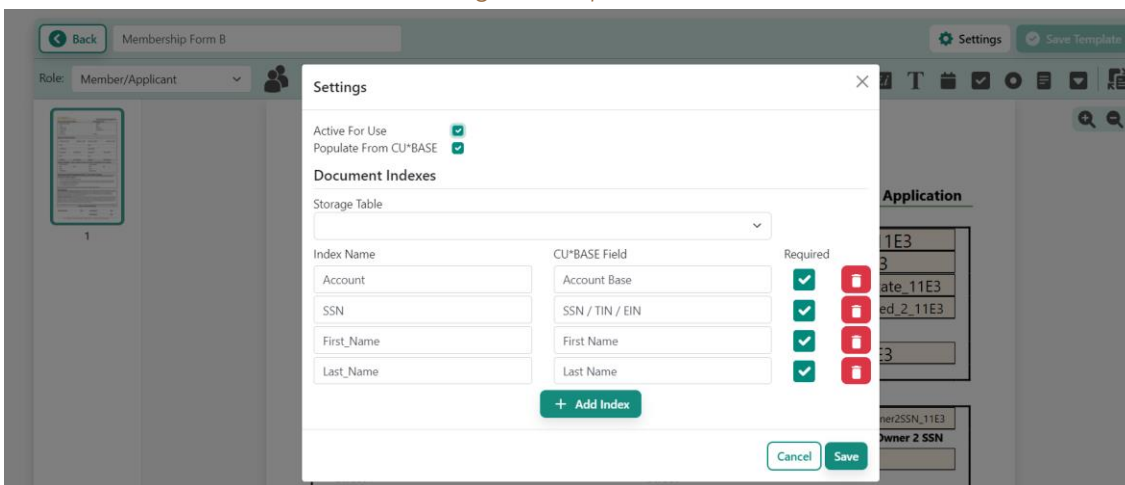 Back Membership Form B Settings Save Template
Role: Member/Applicant T
Settings
Active For Use
Populate From CU*BASE
Document Indexes
Storage Table
Application
1
Index Name CU*BASE Field Required
1E3
Account Account Base
3
ate_11E3
SSN SSN / TIN / EIN
ed_2_11E3
First_Name First Name
E3
Last_Name Last Name
+ Add Index
ner2SSN_11E3
Owner 2 SSN
Cancel Save